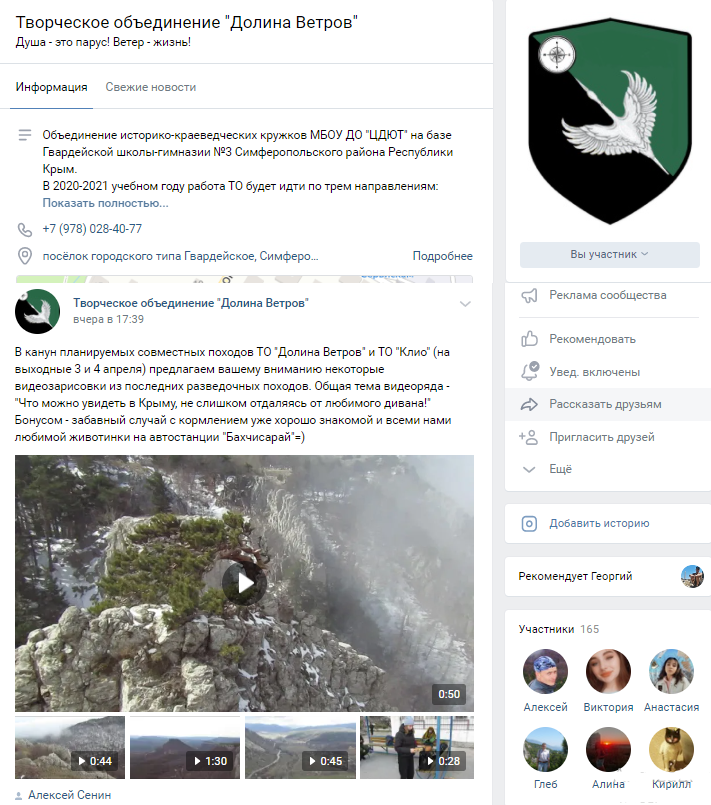 Творческое объединение "Долина Ветров"
Душа - это парус! Ветер - жизнь!
Информация
Свежие новости
Объединение историко-краеведческих кружков МБОУ ДО "ЦДЮТ" на базе
Гвардейской школы-гимназии №3 Симферопольского района Республики
Крым.
В 2020-2021 учебном году работа ТО будет идти по трем направлениям:
Показать полностью...
+7 (978) 028-40-77
посёлок городского типа Гвардейское, Симферо...
Подробнее
Творческое объединение "Долина Ветров"
вчера в 17:39
В канун планируемых совместных походов ТО "Долина Ветров" и ТО "Клио" (на
выходные 3 и 4 апреля) предлагаем вашему вниманию некоторые
видеозарисовки из последних разведочных походов. Общая тема видеоряда -
"Что можно увидеть в Крыму, не слишком отдаляясь от любимого дивана!"
Бонусом - забавный случай с кормлением уже хорошо знакомой и всеми нами
любимой животинки на автостанции "Бахчисарай"=)
0:50
0:44
1:30
0:45
0:28
Алексей Сенин
Вы участник
Реклама сообщества
Рекомендовать
Увед. включены
Рассказать друзьям
Пригласить друзей
Ещё
Добавить историю
Рекомендует Георгий
Участники 165
Алексей
Виктория
Анастасия
Глеб
Алина
Кирилл